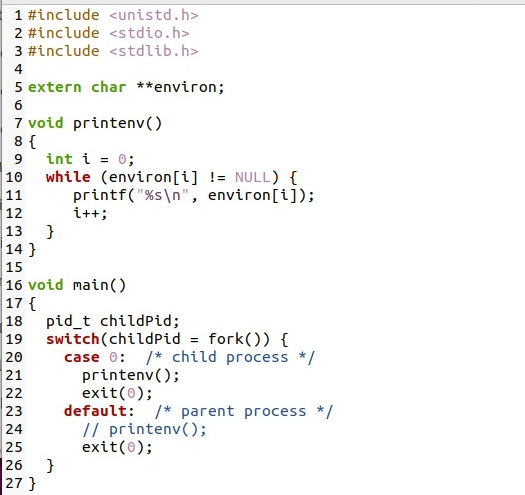 1 #include <unistd.h>
2 #include <stdio.h>
3 #include <stdlib.h>
4
5 extern char **environ;
6
7 void printenv()
8 {
9   int i = 0;
10   while (environ[i] != NULL) {
11       printf("%s\n", environ[i]);
12       i++;
13   }
14 }
15
16 void main()
17 {
18   pid_t childPid;
19   switch(childPid = fork()) {
20     case 0:  /* child process */
21       printenv();
22       exit(0);
23     default:  /* parent process */
24       // printenv();
25       exit(0);
26   }
27 }